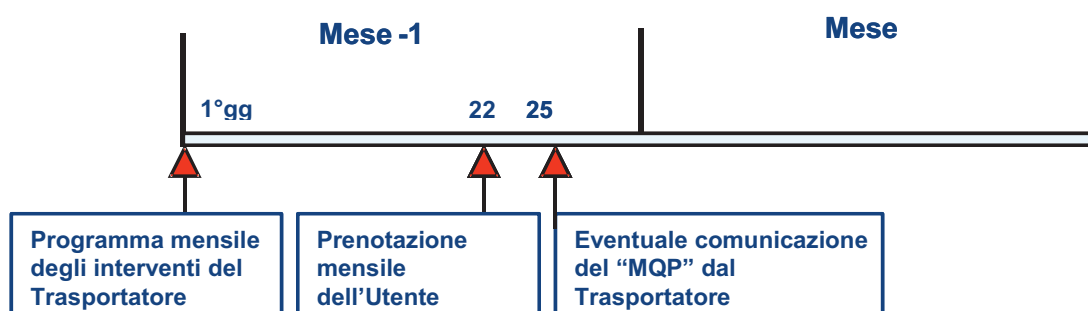 Mese -1
Mese
1°gg
22
25
Programma mensile
degli interventi del
Trasportatore
Prenotazione
mensile
dell’Utente
Eventuale comunicazione
del “MQP” dal
Trasportatore